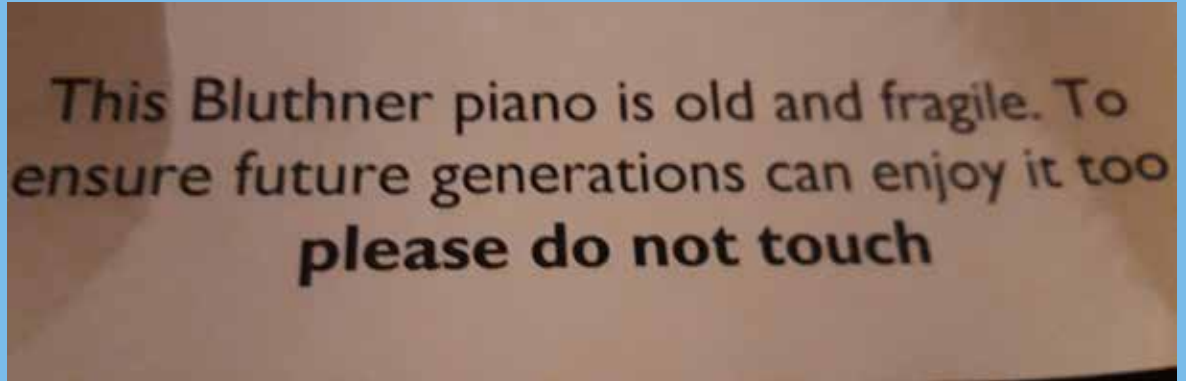 This Bluthner piano is old and fragile. To
ensure future generations can enjoy it too
please do not touch